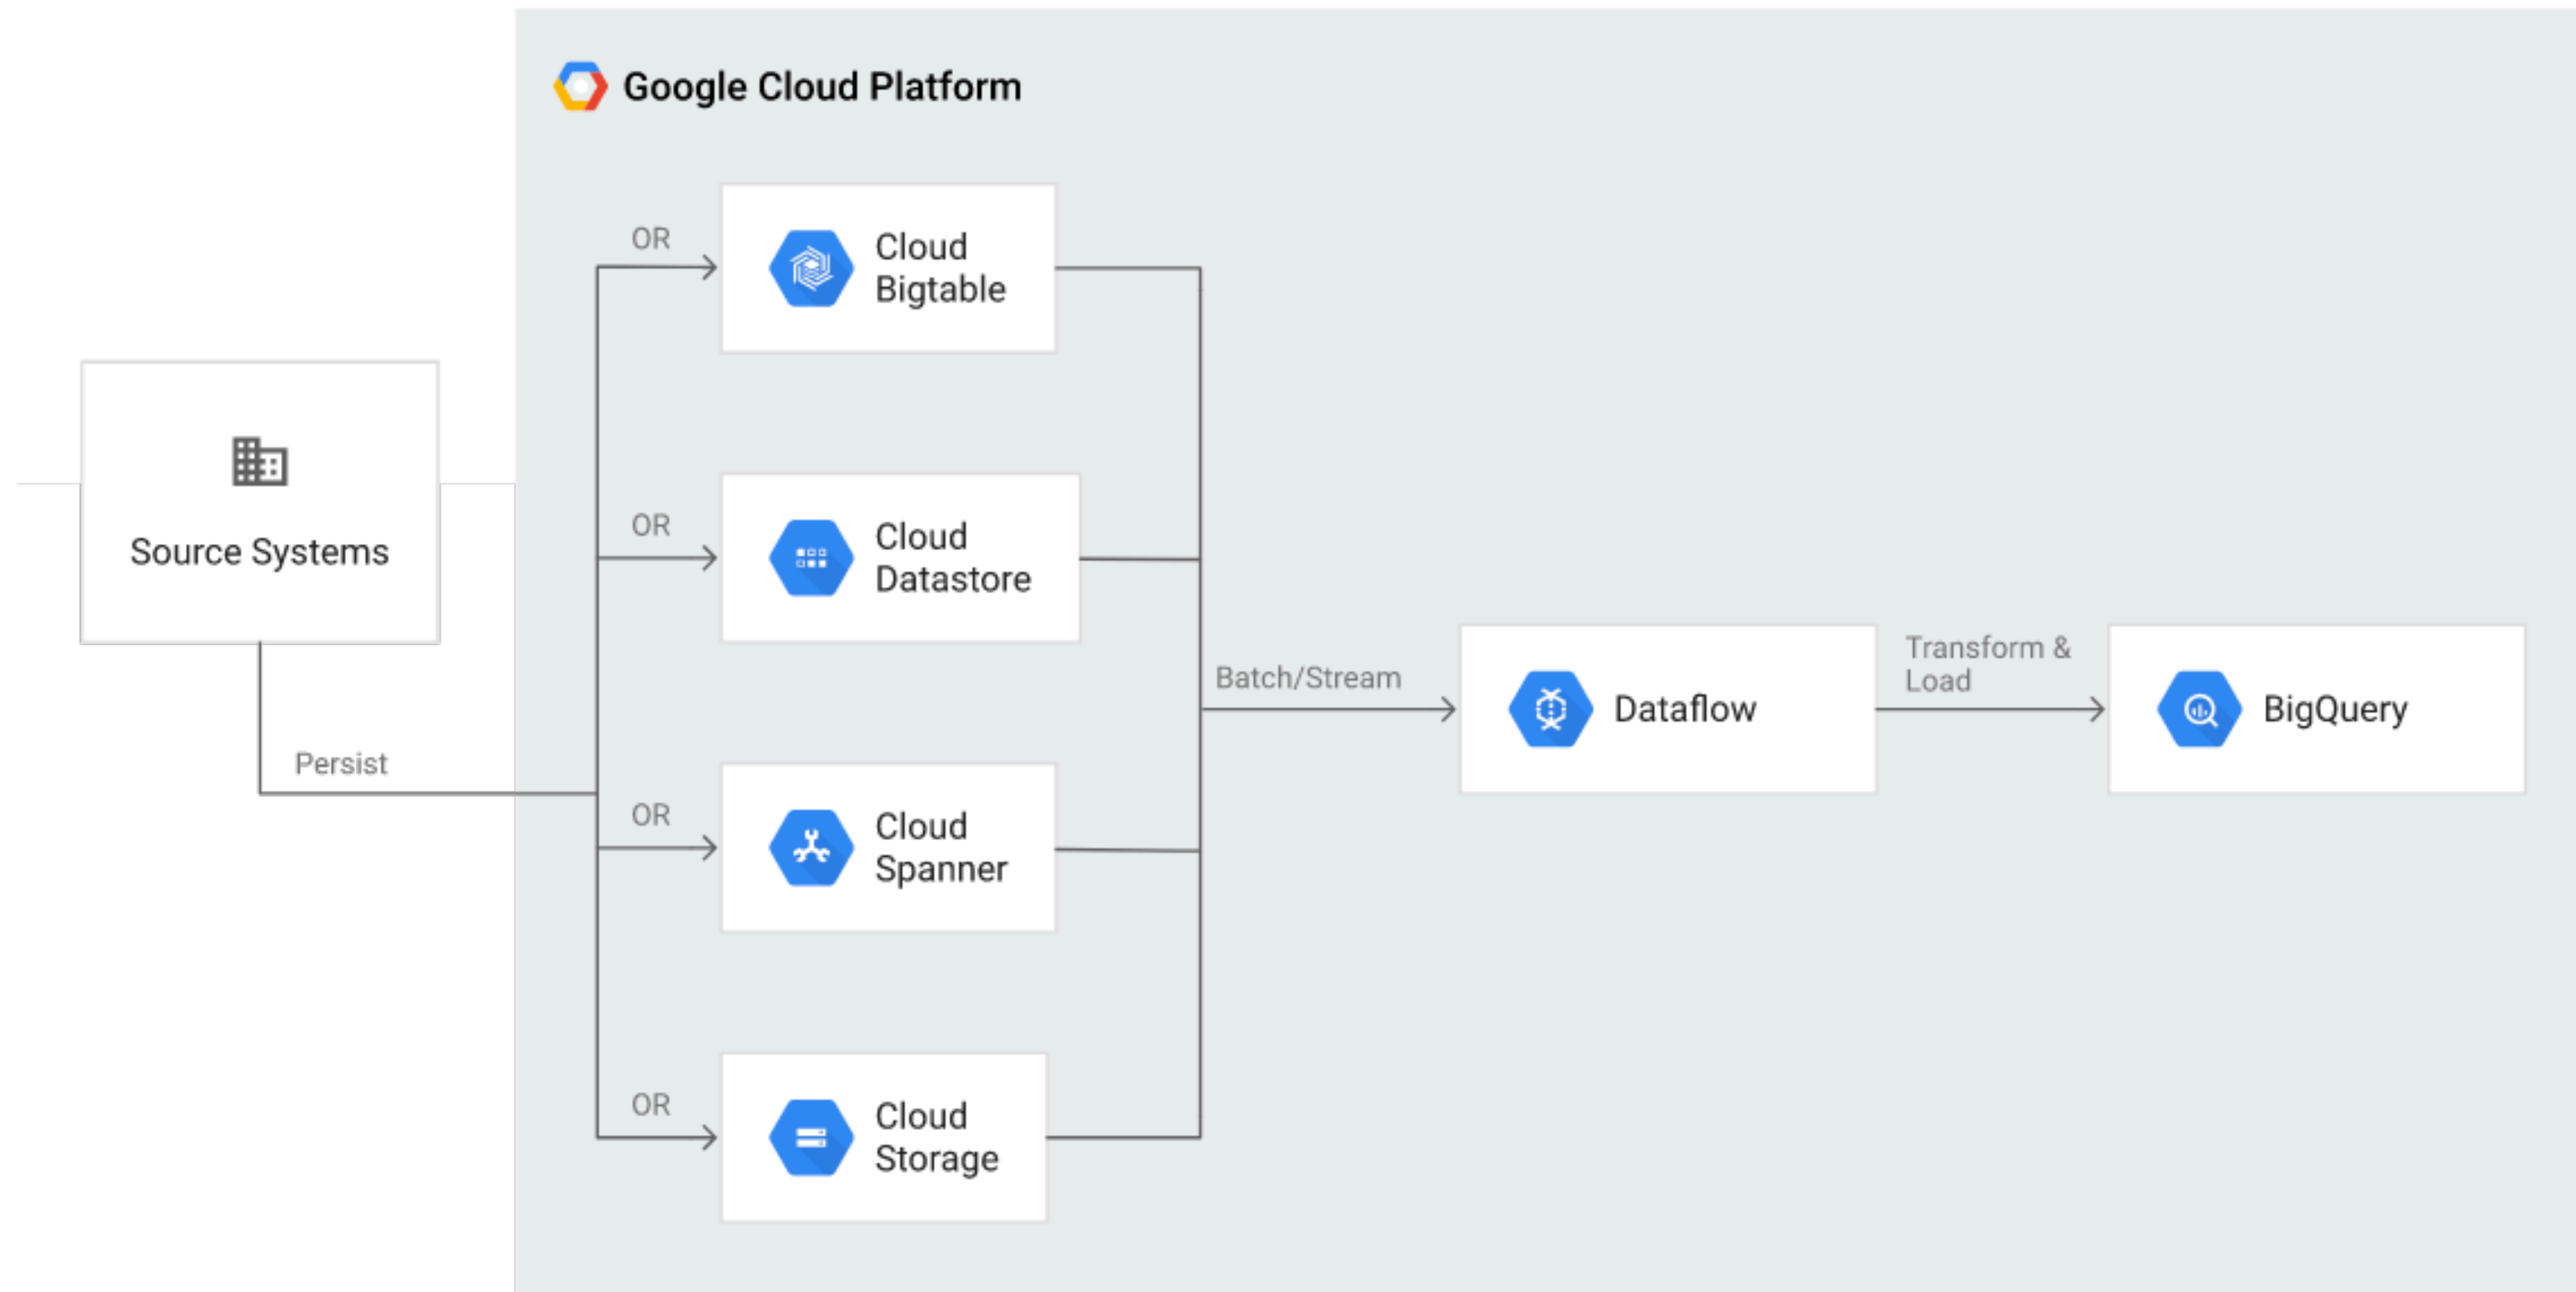 Google Cloud Platform
OR
Cloud
Bigtable
Source Systems
OR
Cloud
Datastore
Persist
OR
Cloud
Spanner
OR
Cloud
Storage
Batch/Stream
Dataflow
Transform &
Load
BigQuery